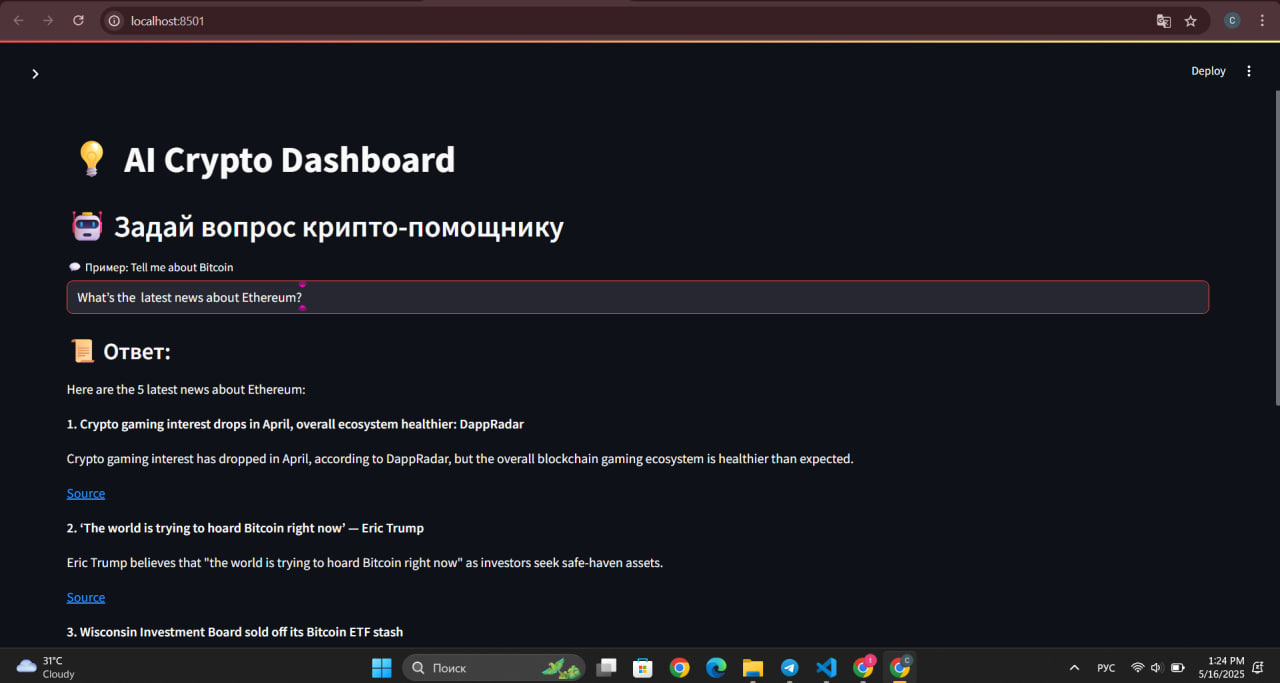 localhost:8501
C
Deploy
AI Crypto Dashboard
Задай вопрос крипто-помощнику
Пример: Tell me about Bitcoin
What's the  latest news about Ethereum?
Ответ:
Here are the 5 latest news about Ethereum:
1. Crypto gaming interest drops in April, overall ecosystem healthier: DappRadar
Crypto gaming interest has dropped in April, according to DappRadar, but the overall blockchain gaming ecosystem is healthier than expected.
Source
2. ‘The world is trying to hoard Bitcoin right now’ — Eric Trump
Eric Trump believes that "the world is trying to hoard Bitcoin right now" as investors seek safe-haven assets.
Source
3. Wisconsin Investment Board sold off its Bitcoin ETF stash
31°C
Cloudy
Поиск
1
C
РУС
1:24 PM
5/16/2025